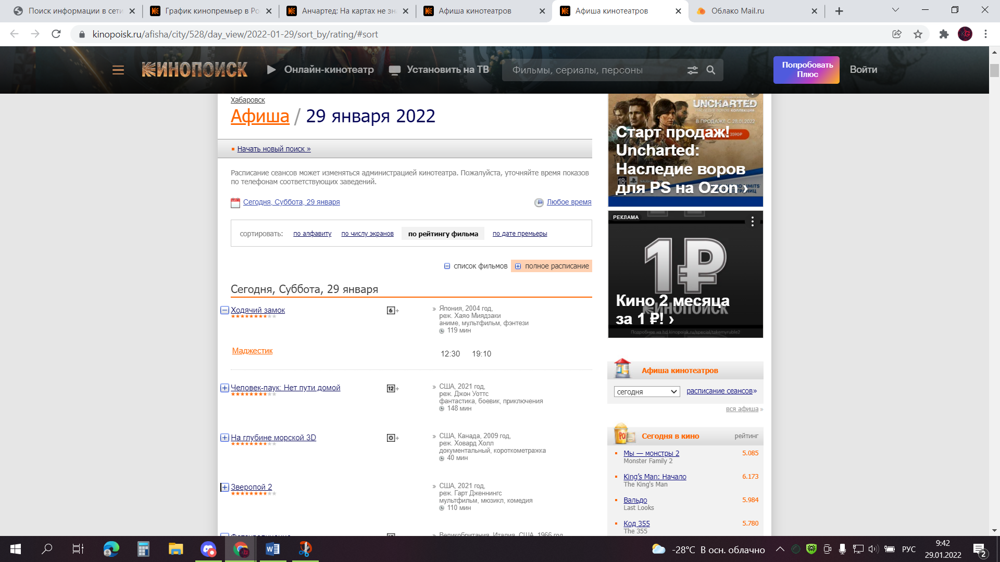 Поиск информации в сети
График кинопремьер в Ро
Анчартед: На картах не зн
Афиша кинотеатров
Афиша кинотеатров
Облако Mail.ru
kinopoisk.ru/afisha/city/528/day_view/2022-01-29/sort_by/rating/#sort
КИНОПОИСК
Онлайн-кинотеатр
Установить на ТВ
Фильмы, сериалы, персоны
Попробовать
Плюс
Войти
Хабаровск
Афиша / 29 января 2022
Начать новый поиск »
Расписание сеансов может изменяться администрацией кинотеатра. Пожалуйста, уточняйте время показов
по телефонам соответствующих заведений.
Сегодня, Суббота, 29 января
Любое время
сортировать: по алфавиту по числу экранов по рейтингу фильма по дате премьеры
список фильмов полное расписание
Сегодня, Суббота, 29 января
Ходячий замок
6+
» Япония, 2004 год,
реж. Хаяо Миядзаки
аниме, мультфильм, фэнтези
119 мин
Маджестик
12:30 19:10
Человек-паук: Нет пути домой
12+
» США, 2021 год,
реж. Джон Уоттс
фантастика, боевик, приключения
148 мин
На глубине морской 3D
0+
» США, Канада, 2009 год,
реж. Ховард Холл
документальный, короткометражка
40 мин
Зверопой 2
» США, 2021 год,
реж. Гарт Дженнингс
мультфильм, мюзикл, комедия
110 мин
Фотоувеличение
Великобритания, Италия, США, 1966 год,
UNCHARTED
НАСЛЕДИЕ ВОРОВ КОЛЛЕКЦИЯ
В ПРОДАЖЕ С 28.01.2022
3590₽
Старт продаж!
Uncharted:
Наследие воров
для PS на Ozon ›
18+
РЕКЛАМА
1₽
Кино 2 месяца
за 1 ₽! ›
КИНОПОИСК
Подробнее на hd.kinopoisk.ru/special/takemyruble2
Афиша кинотеатров
сегодня
расписание сеансов»
вся афиша »
Сегодня в кино
рейтинг
Мы — монстры 2
5.085
Monster Family 2
King’s Man: Начало
6.173
The King's Man
Вальдо
5.984
Last Looks
Код 355
5.780
The 355
-28°C В осн. облачно
РУС
9:42
29.01.2022
2